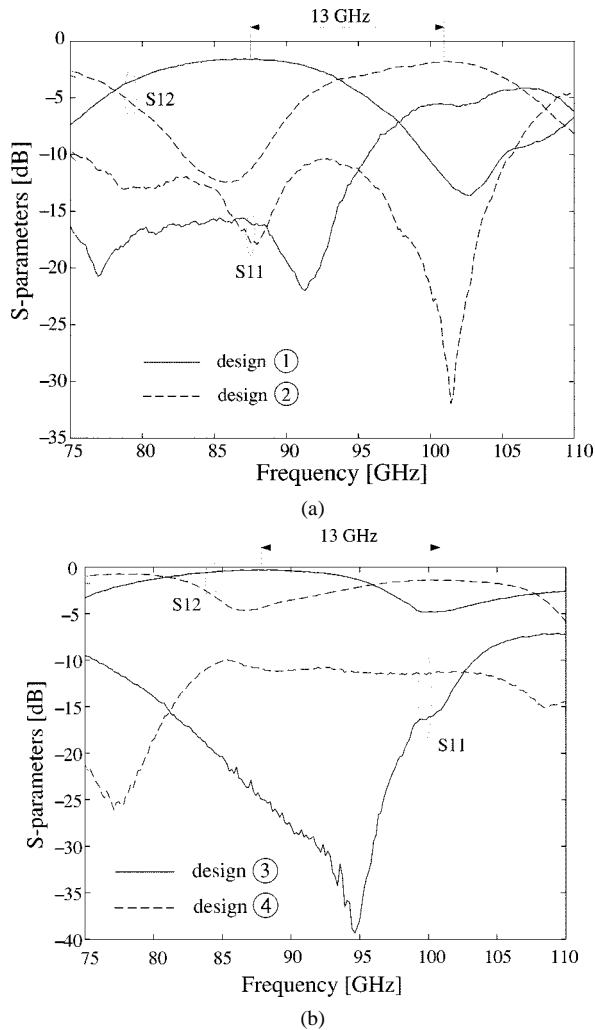 13 GHz
S-parameters [dB]
0
−5
−10
−15
−20
−25
−30
−35
S12
S11
design ①
design ②
75 80 85 90 95 100 105 110
Frequency [GHz]
(a)
13 GHz
S-parameters [dB]
0
−5
−10
−15
−20
−25
−30
−35
−40
S12
S11
design ③
design ④
75 80 85 90 95 100 105 110
Frequency [GHz]
(b)